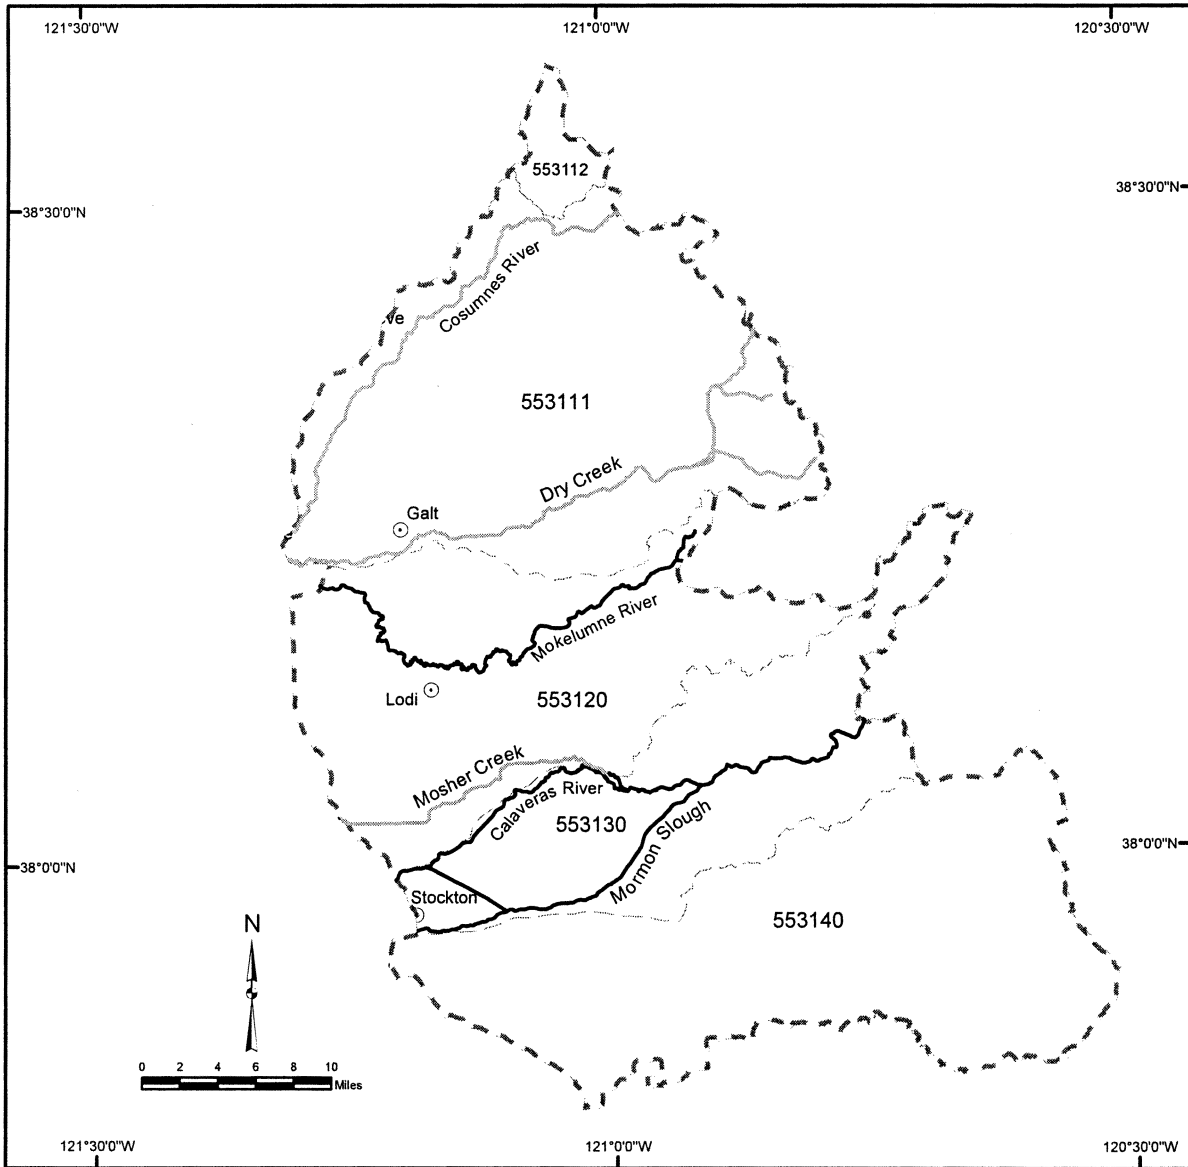 121°30'0"W
121°0'0"W
120°30'0"W
553112
38°30'0"N
38°30'0"N
Cosumnes River
ve
553111
Dry Creek
Galt
Mokelumne River
Lodi
553120
Mosher Creek
Calaveras River
553130
Mormon Slough
38°0'0"N
38°0'0"N
Stockton
553140
N
0 2 4 6 8 10
Miles
121°30'0"W
121°0'0"W
120°30'0"W